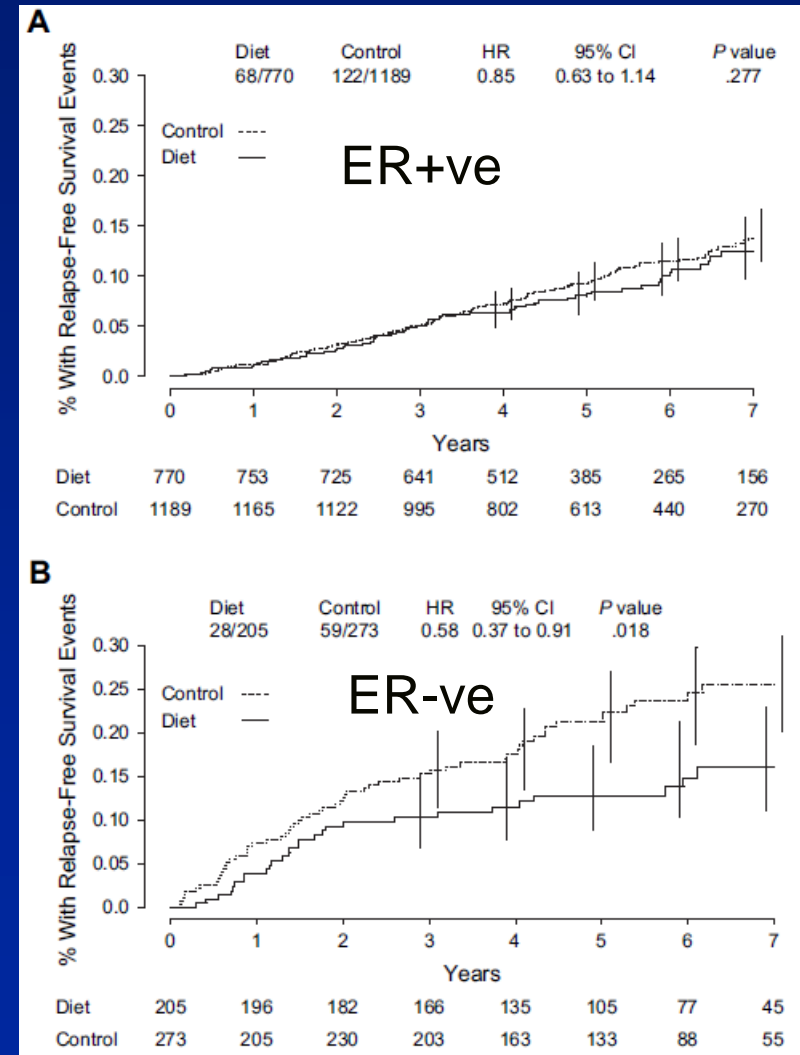 A
Diet Control HR 95% CI P value
68/770 122/1189 0.85 0.63 to 1.14 .277
% With Relapse-Free Survival Events
0.30
0.25
0.20
0.15
0.10
0.05
0.0
Control
Diet
ER+ve
0 1 2 3 4 5 6 7
Years
Diet 770 753 725 641 512 385 265 156
Control 1189 1165 1122 995 802 613 440 270
B
Diet Control HR 95% CI P value
28/205 59/273 0.58 0.37 to 0.91 .018
% With Relapse-Free Survival Events
0.30
0.25
0.20
0.15
0.10
0.05
0.0
Control
Diet
ER-ve
0 1 2 3 4 5 6 7
Years
Diet 205 196 182 166 135 105 77 45
Control 273 205 230 203 163 133 88 55